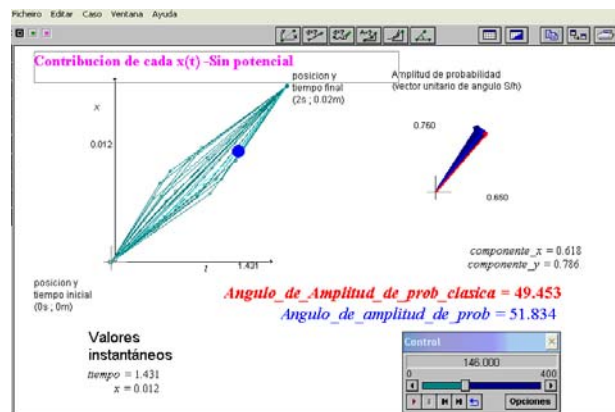 Ficheiro Editar Caso Ventana Ayuda
Contribucion de cada x(t) -Sin potencial
posicion y
tiempo final
(2s ; 0.02m)
Amplitud de probabilidad
(vector unitario de angulo S/h)
x
0.012
0.760
0.650
t
1.431
componente_x = 0.618
componente_y = 0.786
posicion y
tiempo inicial
(0s ; 0m)
Angulo_de_Amplitud_de_prob_clasica = 49.453
Angulo_de_amplitud_de_prob = 51.834
Valores
instantáneos
tiempo = 1.431
x = 0.012
Control
146.000
0 400
Opciones